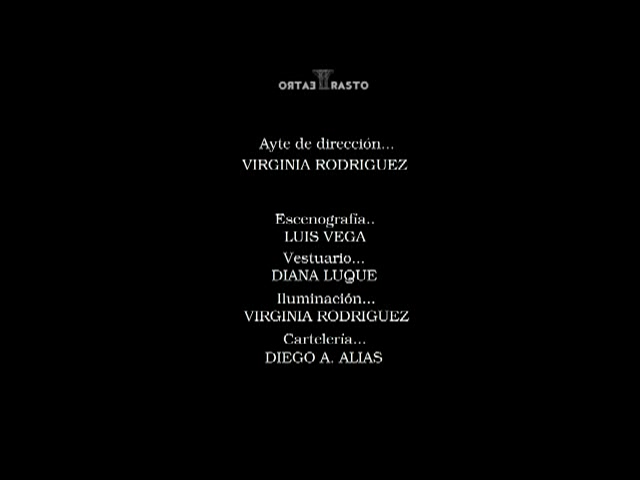 ORTAE TRASTO
Ayte de dirección...
VIRGINIA RODRIGUEZ
Escenografía..
LUIS VEGA
Vestuario...
DIANA LUQUE
Iluminación...
VIRGINIA RODRIGUEZ
Cartelería...
DIEGO A. ALIAS